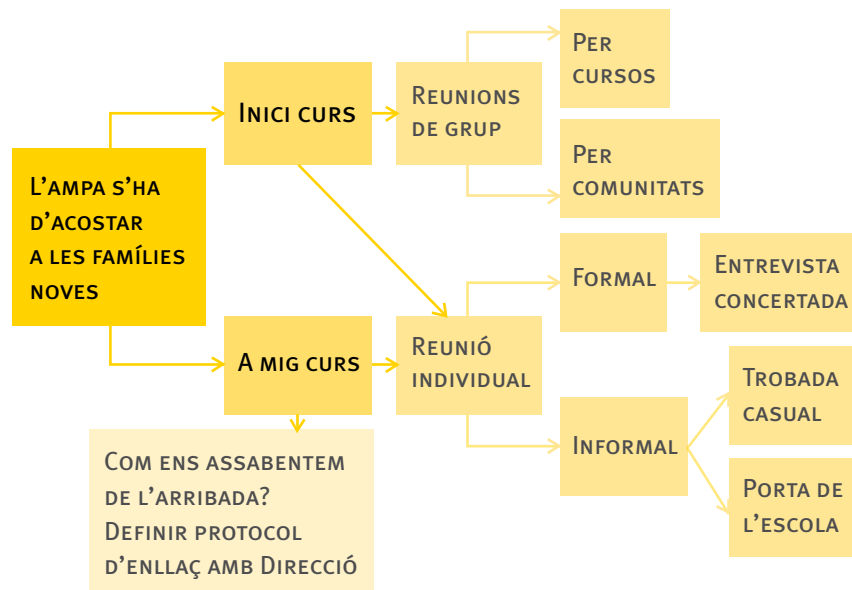 L'ampa s'ha
d'acostar
a les famílies
noves
Inici curs
Reunions
de grup
Per
cursos
Per
comunitats
A mig curs
Reunió
individual
Formal
Entrevista
concertada
Informal
Trobada
casual
Porta de
l'escola
Com ens assabentem
de l'arribada?
Definir protocol
d'enllaç amb Direcció